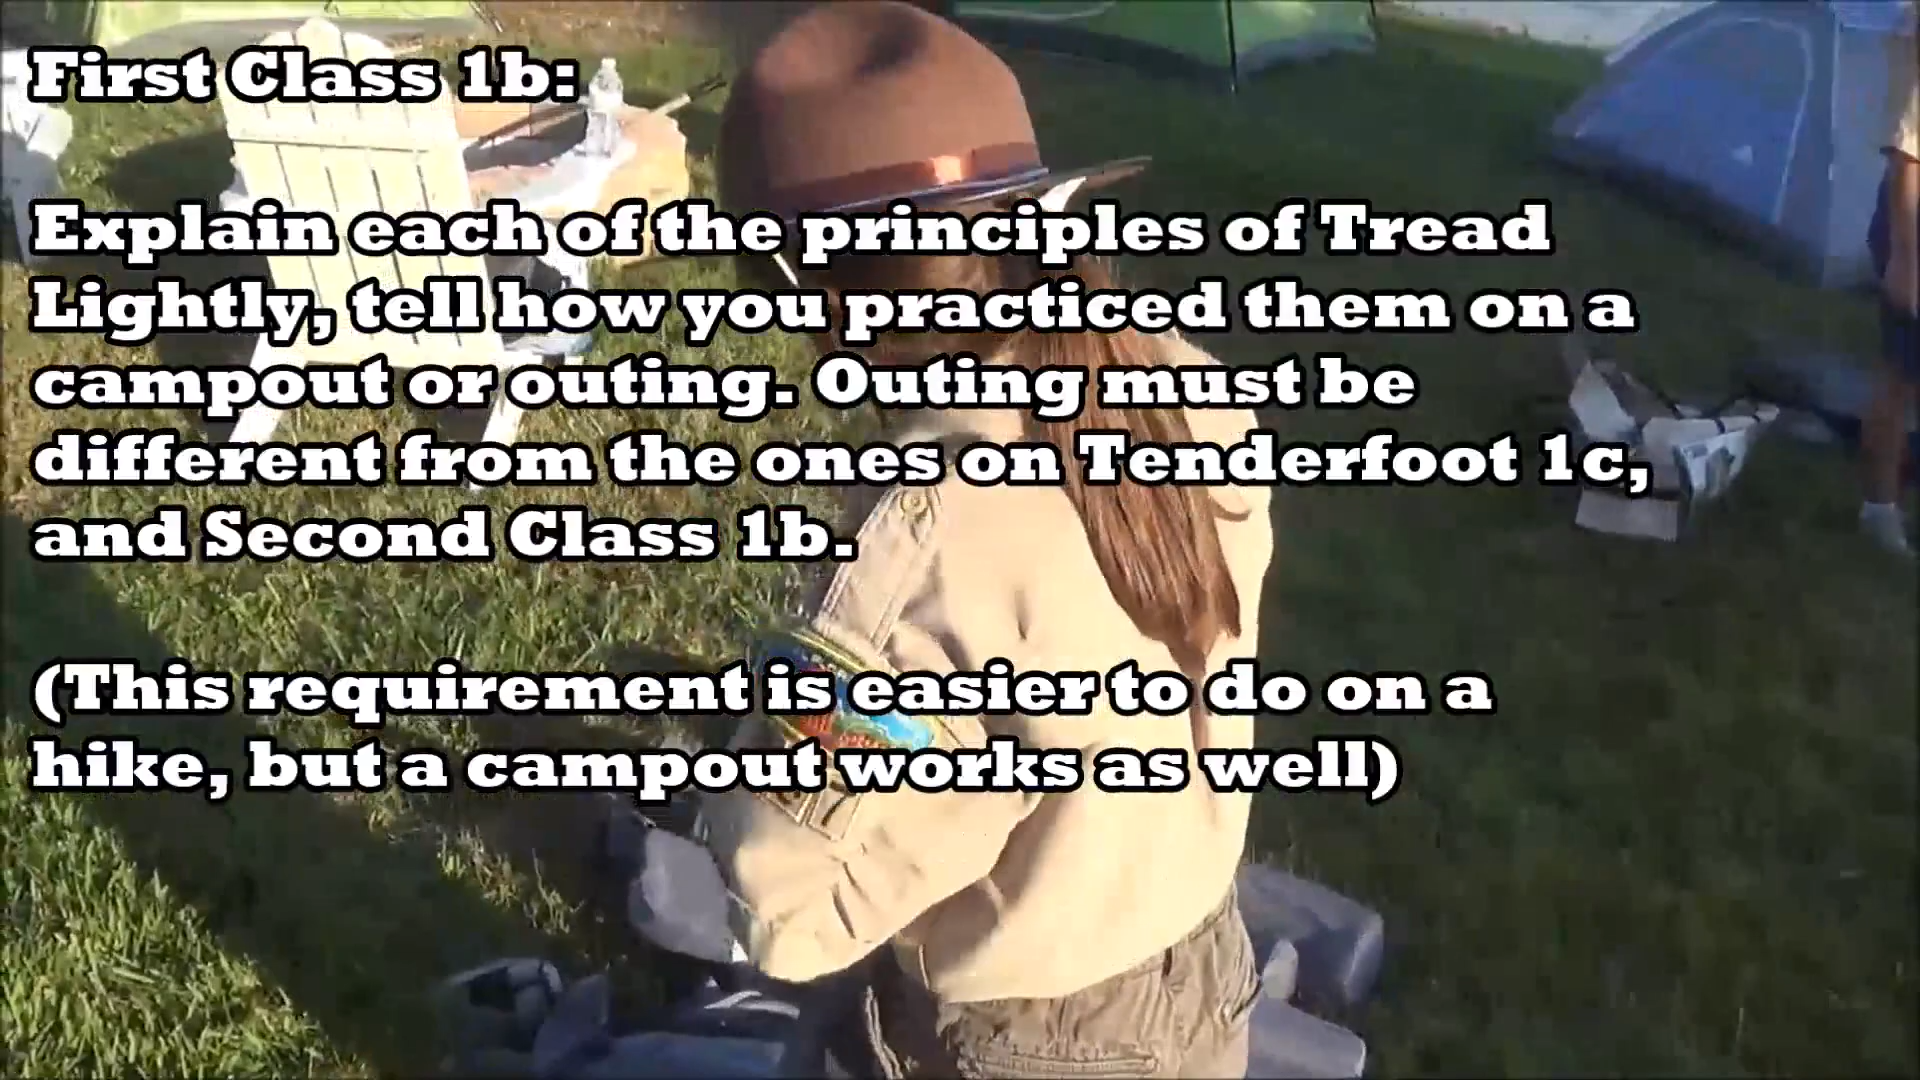 First Class 1b:
Explain each of the principles of Tread
Lightly, tell how you practiced them on a
campout or outing. Outing must be
different from the ones on Tenderfoot 1c,
and Second Class 1b.
(This requirement is easier to do on a
hike, but a campout works as well)